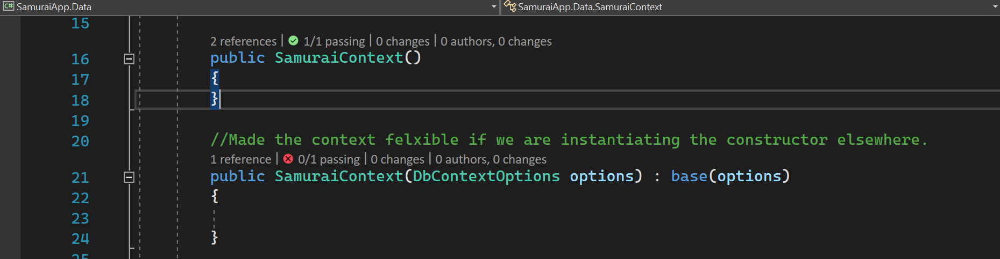 C# SamuraiApp.Data SamuraiApp.Data.SamuraiContext
15
2 references | 1/1 passing | 0 changes | 0 authors, 0 changes
16 public SamuraiContext()
17 {
18 }
19
20 //Made the context felxible if we are instantiating the constructor elsewhere.
1 reference | 0/1 passing | 0 changes | 0 authors, 0 changes
21 public SamuraiContext(DbContextOptions options) : base(options)
22 {
23
24 }
25